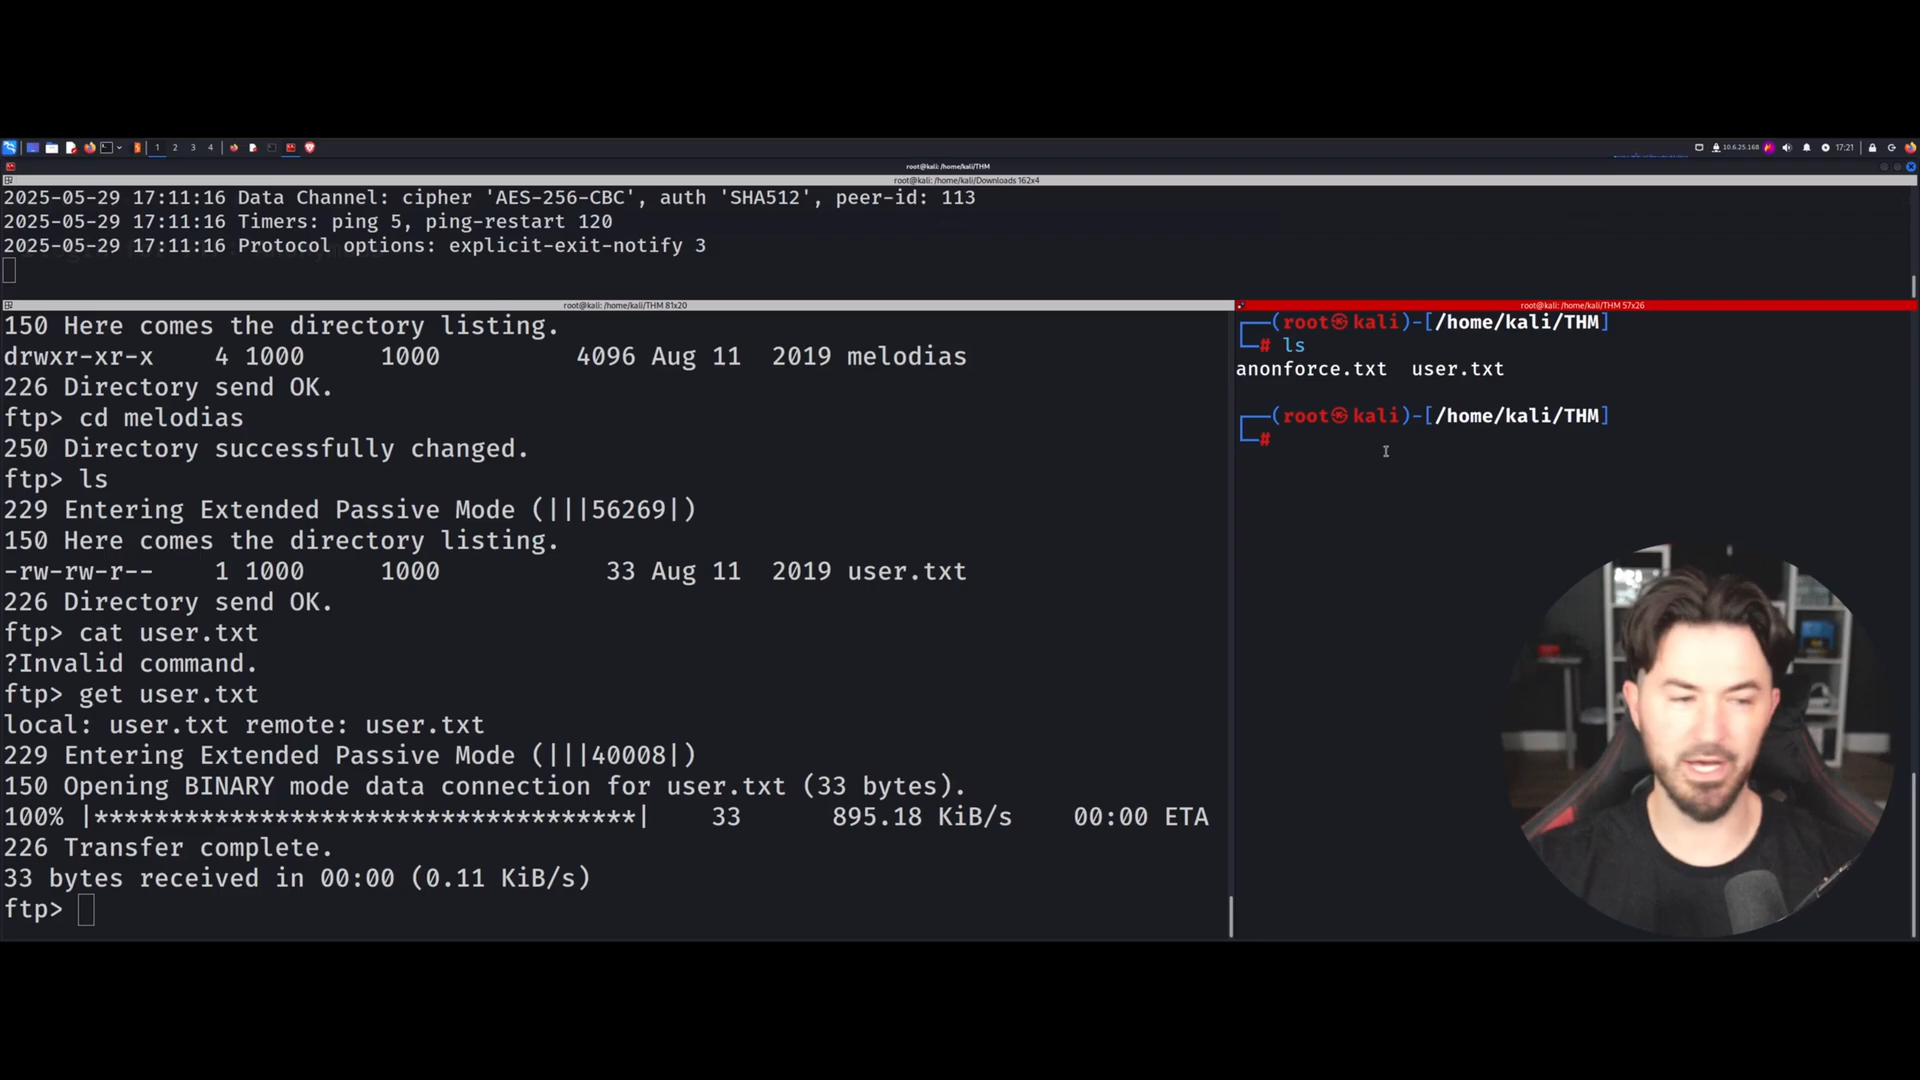 1 2 3 4
10.6.25.168
17:21
root@kali: /home/kali/THM
root@kali: /home/kali/Downloads 162x4
2025-05-29 17:11:16 Data Channel: cipher 'AES-256-CBC', auth 'SHA512', peer-id: 113
2025-05-29 17:11:16 Timers: ping 5, ping-restart 120
2025-05-29 17:11:16 Protocol options: explicit-exit-notify 3
root@kali: /home/kali/THM 81x20
150 Here comes the directory listing.
drwxr-xr-x    4 1000     1000         4096 Aug 11  2019 melodias
226 Directory send OK.
ftp> cd melodias
250 Directory successfully changed.
ftp> ls
229 Entering Extended Passive Mode (|||56269|)
150 Here comes the directory listing.
-rw-rw-r--    1 1000     1000           33 Aug 11  2019 user.txt
226 Directory send OK.
ftp> cat user.txt
?Invalid command.
ftp> get user.txt
local: user.txt remote: user.txt
229 Entering Extended Passive Mode (|||40008|)
150 Opening BINARY mode data connection for user.txt (33 bytes).
100% |************************************|    33      895.18 KiB/s    00:00 ETA
226 Transfer complete.
33 bytes received in 00:00 (0.11 KiB/s)
ftp>
root@kali: /home/kali/THM 57x26
┌──(root㉿kali)-[/home/kali/THM]
└─# ls
anonforce.txt  user.txt
┌──(root㉿kali)-[/home/kali/THM]
└─#